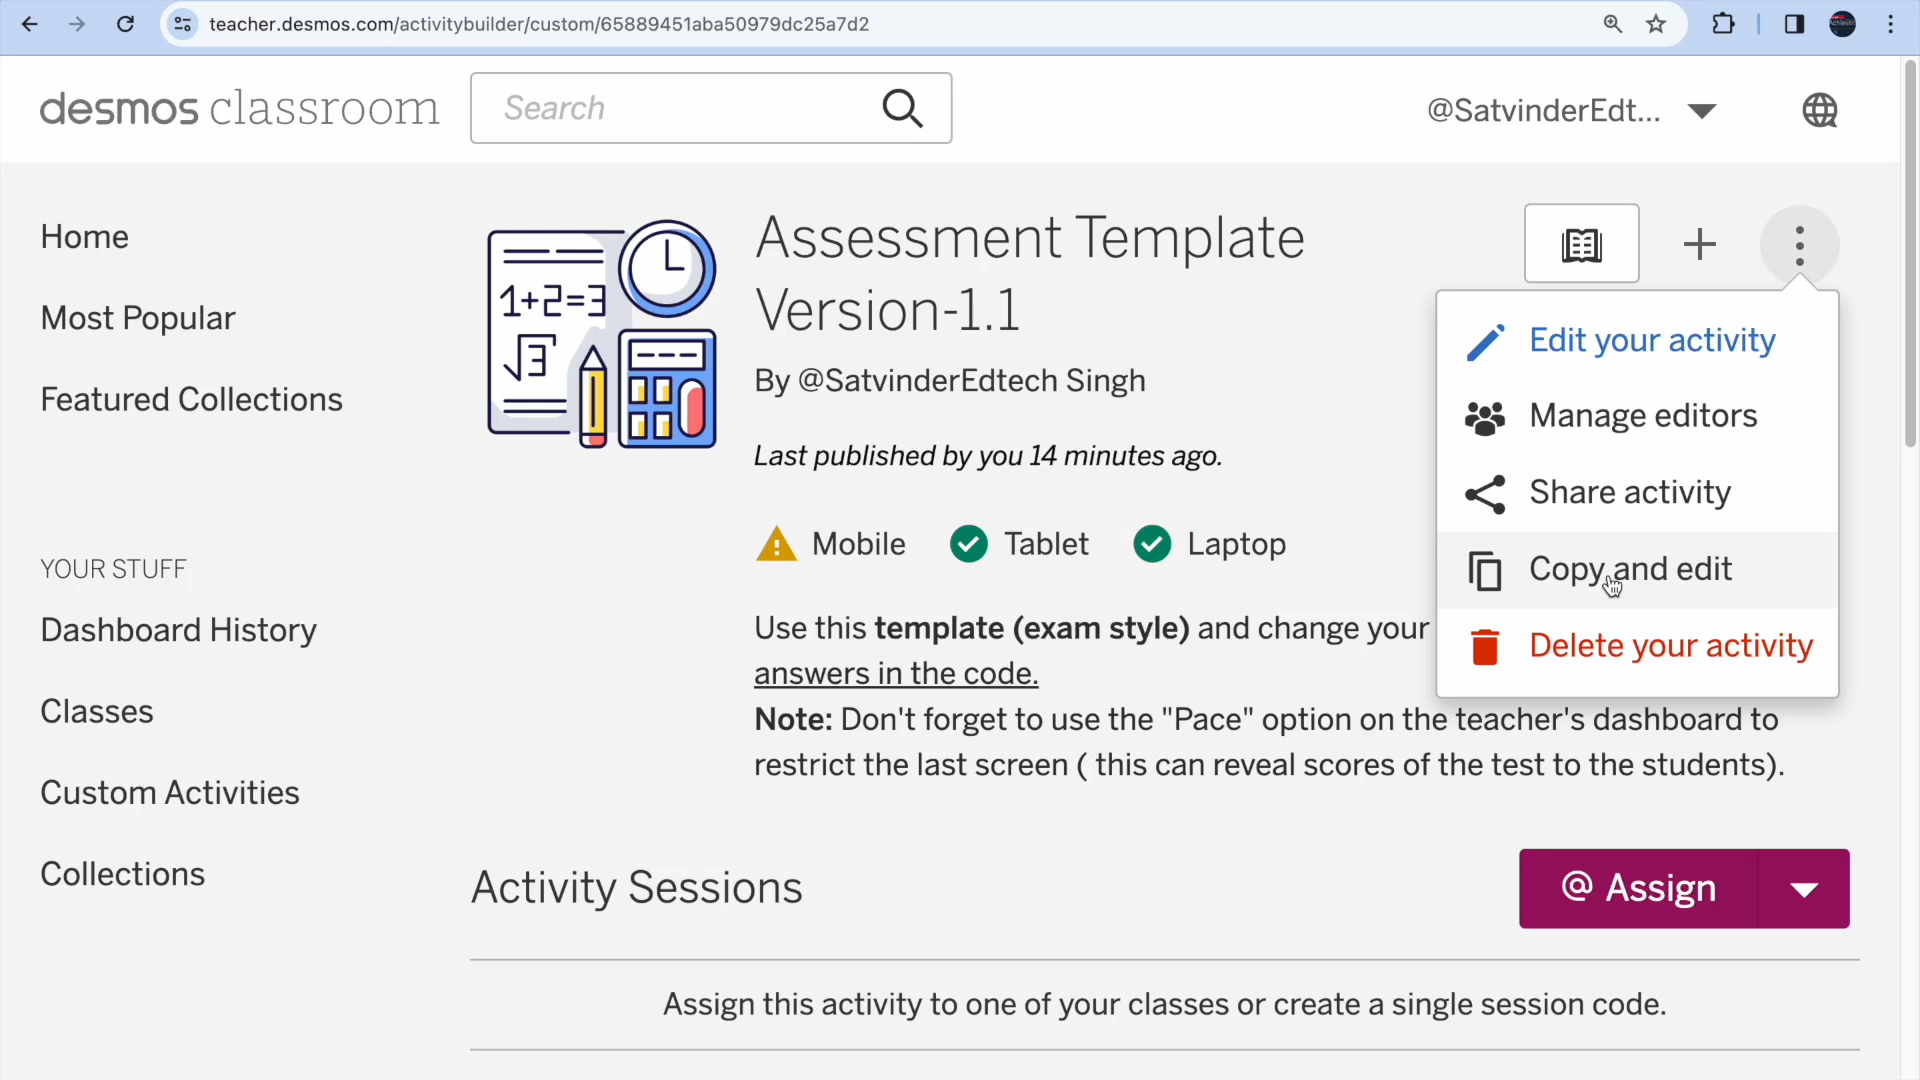 teacher.desmos.com/activitybuilder/custom/65889451aba50979dc25a7d2
desmos classroom
Search
@SatvinderEdt...
Home
Most Popular
Featured Collections
YOUR STUFF
Dashboard History
Classes
Custom Activities
Collections
1+2=3
√3
Assessment Template
Version-1.1
By @SatvinderEdtech Singh
Last published by you 14 minutes ago.
Mobile
Tablet
Laptop
Use this template (exam style) and change your
answers in the code.
Note: Don't forget to use the "Pace" option on the teacher's dashboard to
restrict the last screen ( this can reveal scores of the test to the students).
Edit your activity
Manage editors
Share activity
Copy and edit
Delete your activity
Activity Sessions
@ Assign
Assign this activity to one of your classes or create a single session code.